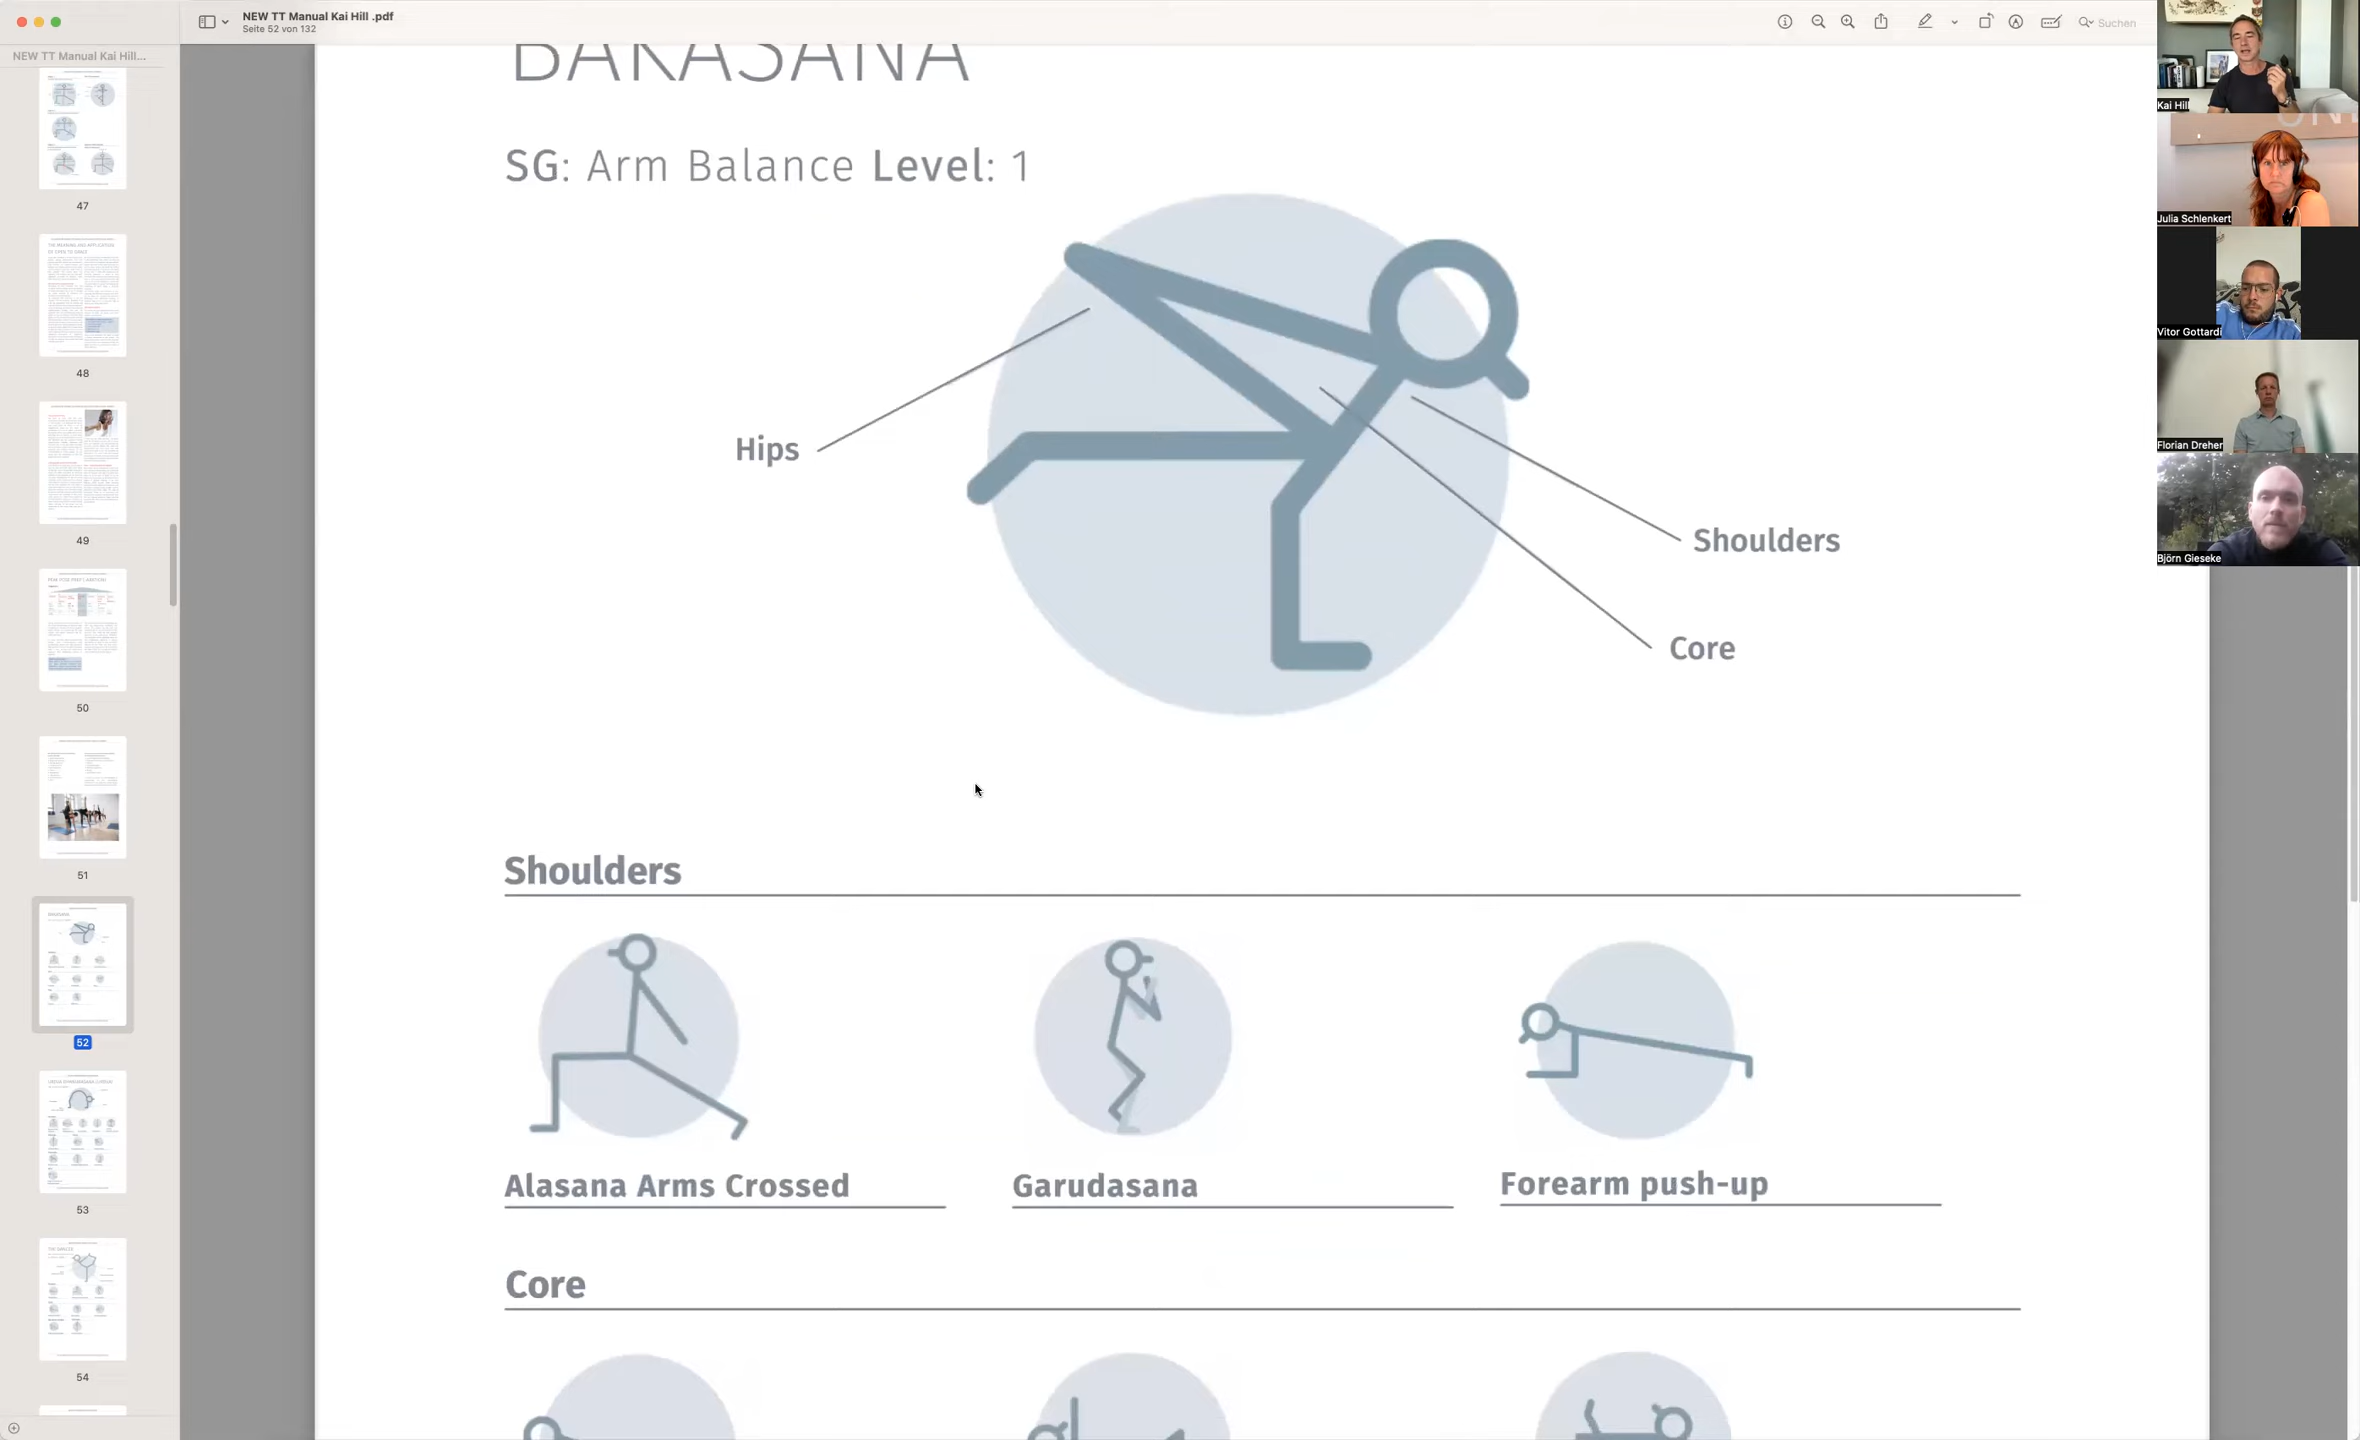 NEW TT Manual Kai Hill .pdf
Seite 52 von 132
Suchen
NEW TT Manual Kai Hill...
47
48
49
50
51
52
53
54
BAKASANA
SG: Arm Balance Level: 1
Hips
Shoulders
Core
Shoulders
Alasana Arms Crossed
Garudasana
Forearm push-up
Core
Kai Hill
Julia Schlenkert
Vitor Gottardi
Florian Dreher
Björn Gieseke